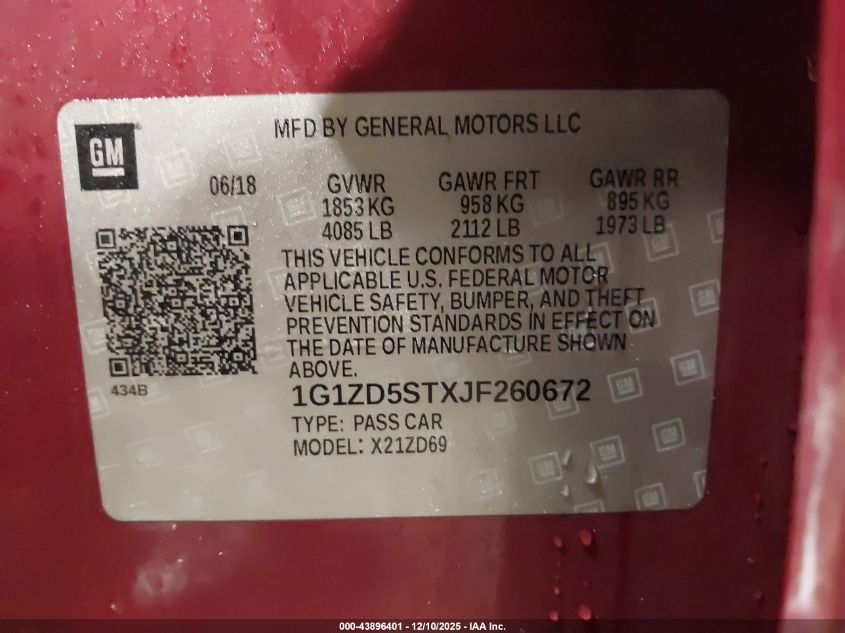 MFD BY GENERAL MOTORS LLC
GM
06/18 GVWR GAWR FRT GAWR RR
1853 KG 958 KG 895 KG
4085 LB 2112 LB 1973 LB
THIS VEHICLE CONFORMS TO ALL
APPLICABLE U.S. FEDERAL MOTOR
VEHICLE SAFETY, BUMPER, AND THEFT
PREVENTION STANDARDS IN EFFECT ON
THE DATE OF MANUFACTURE SHOWN
ABOVE.
434B
1G1ZD5STXJF260672
TYPE: PASS CAR
MODEL: X21ZD69
000-43896401 - 12/10/2025 - IAA Inc.